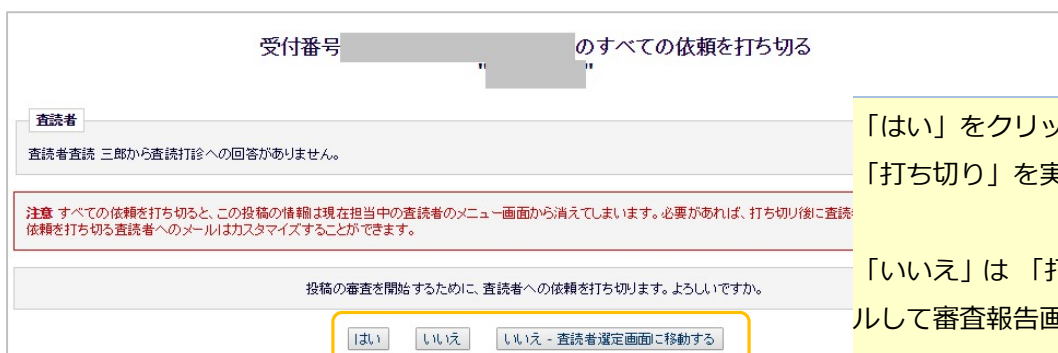 受付番号 のすべての依頼を打ち切る
" "
査読者
査読者査読 三郎から査読打診への回答がありません。
注意 すべての依頼を打ち切ると、この投稿の情報は現在担当中の査読者のメニュー画面から消えてしまいます。必要があれば、打ち切り後に査読
依頼を打ち切る査読者へのメールはカスタマイズすることができます。
投稿の審査を開始するために、査読者への依頼を打ち切ります。よろしいですか。
はい いいえ いいえ - 査読者選定画面に移動する
「はい」をクリッ
「打ち切り」を実
「いいえ」は 「打
ルして審査報告画